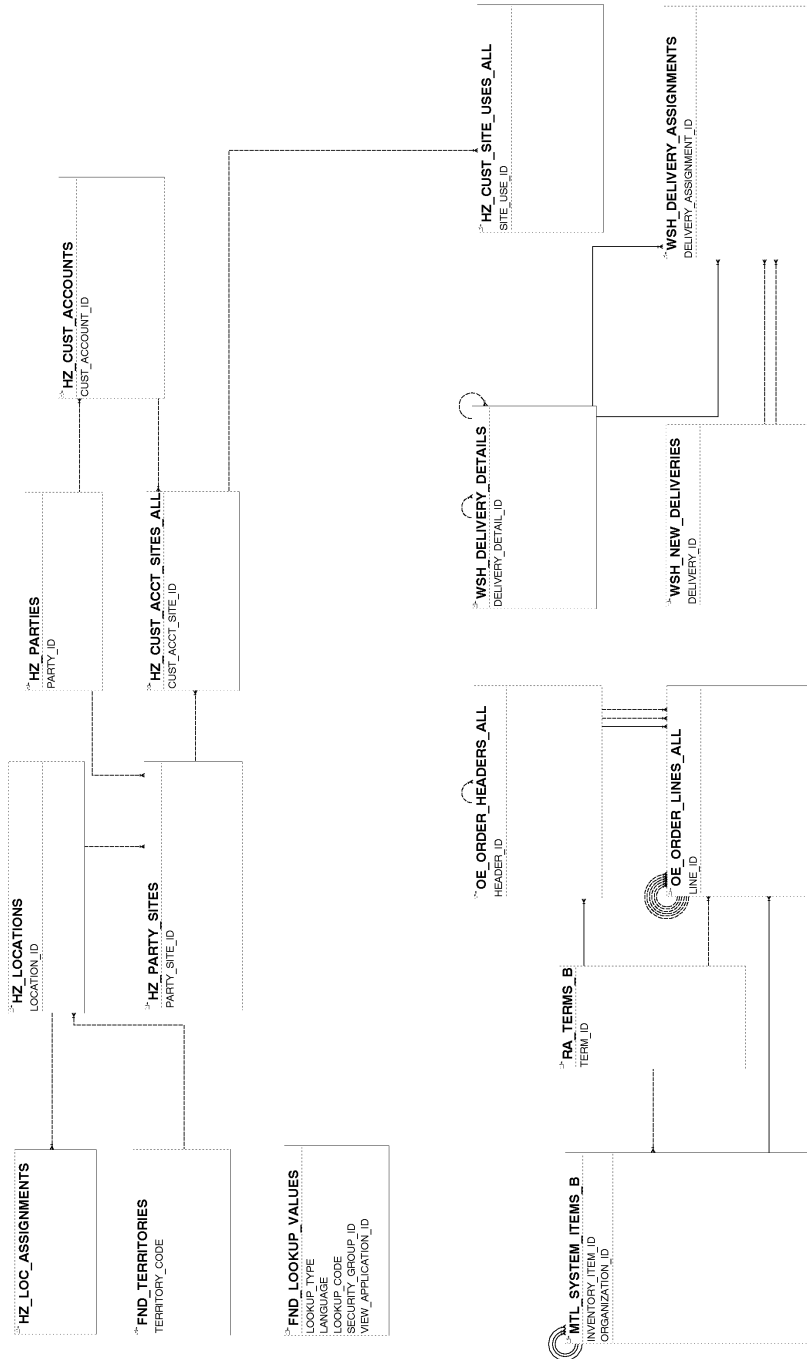 HZ_LOC_ASSIGNMENTS
FND_TERRITORIES
TERRITORY_CODE
FND_LOOKUP_VALUES
LOOKUP_TYPE
LANGUAGE
LOOKUP_CODE
SECURITY_GROUP_ID
VIEW_APPLICATION_ID
MTL_SYSTEM_ITEMS_B
INVENTORY_ITEM_ID
ORGANIZATION_ID
HZ_LOCATIONS
LOCATION_ID
HZ_PARTY_SITES
PARTY_SITE_ID
RA_TERMS_B
TERM_ID
OE_ORDER_HEADERS_ALL
HEADER_ID
OE_ORDER_LINES_ALL
LINE_ID
HZ_PARTIES
PARTY_ID
HZ_CUST_ACCT_SITES_ALL
CUST_ACCT_SITE_ID
WSH_DELIVERY_DETAILS
DELIVERY_DETAIL_ID
WSH_NEW_DELIVERIES
DELIVERY_ID
HZ_CUST_ACCOUNTS
CUST_ACCOUNT_ID
HZ_CUST_SITE_USES_ALL
SITE_USE_ID
WSH_DELIVERY_ASSIGNMENTS
DELIVERY_ASSIGNMENT_ID